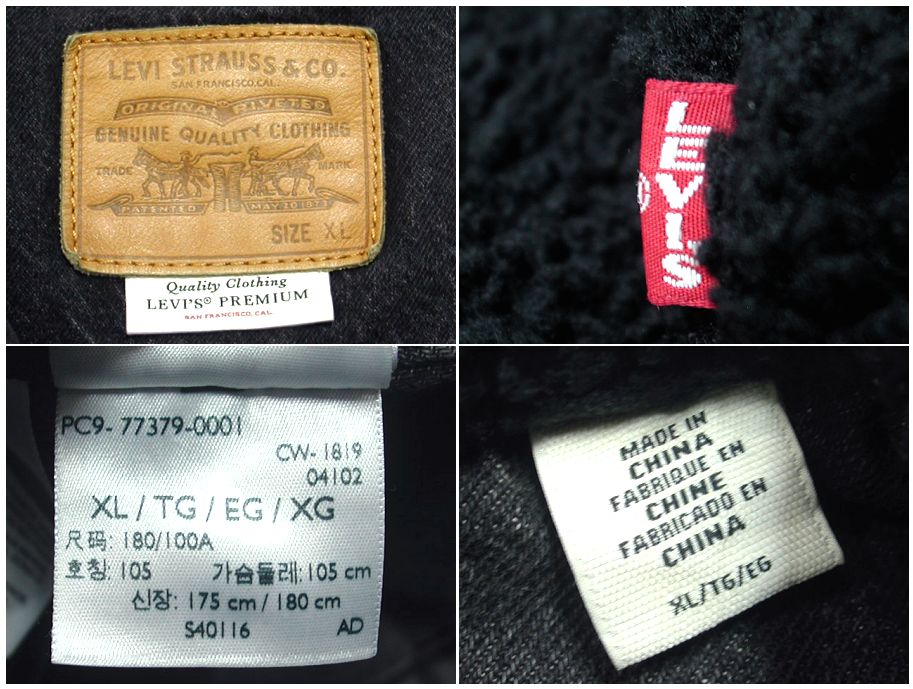 LEVI STRAUSS & CO.
SAN FRANCISCO, CAL.
ORIGINAL RIVETED
GENUINE QUALITY CLOTHING
TRADE MARK
PATENTED MAY 20 1873
SIZE XL
Quality Clothing
LEVI'S® PREMIUM
SAN FRANCISCO, CAL.
LEVI'S
®
PC9-77379-0001
CW-1819
04102
XL / TG / EG / XG
尺码: 180/100A
호칭: 105 가슴둘레: 105 cm
신장: 175 cm / 180 cm
S40116 AD
MADE IN
CHINA
FABRIQUE EN
CHINE
FABRICADO EN
CHINA
XL/TG/EG